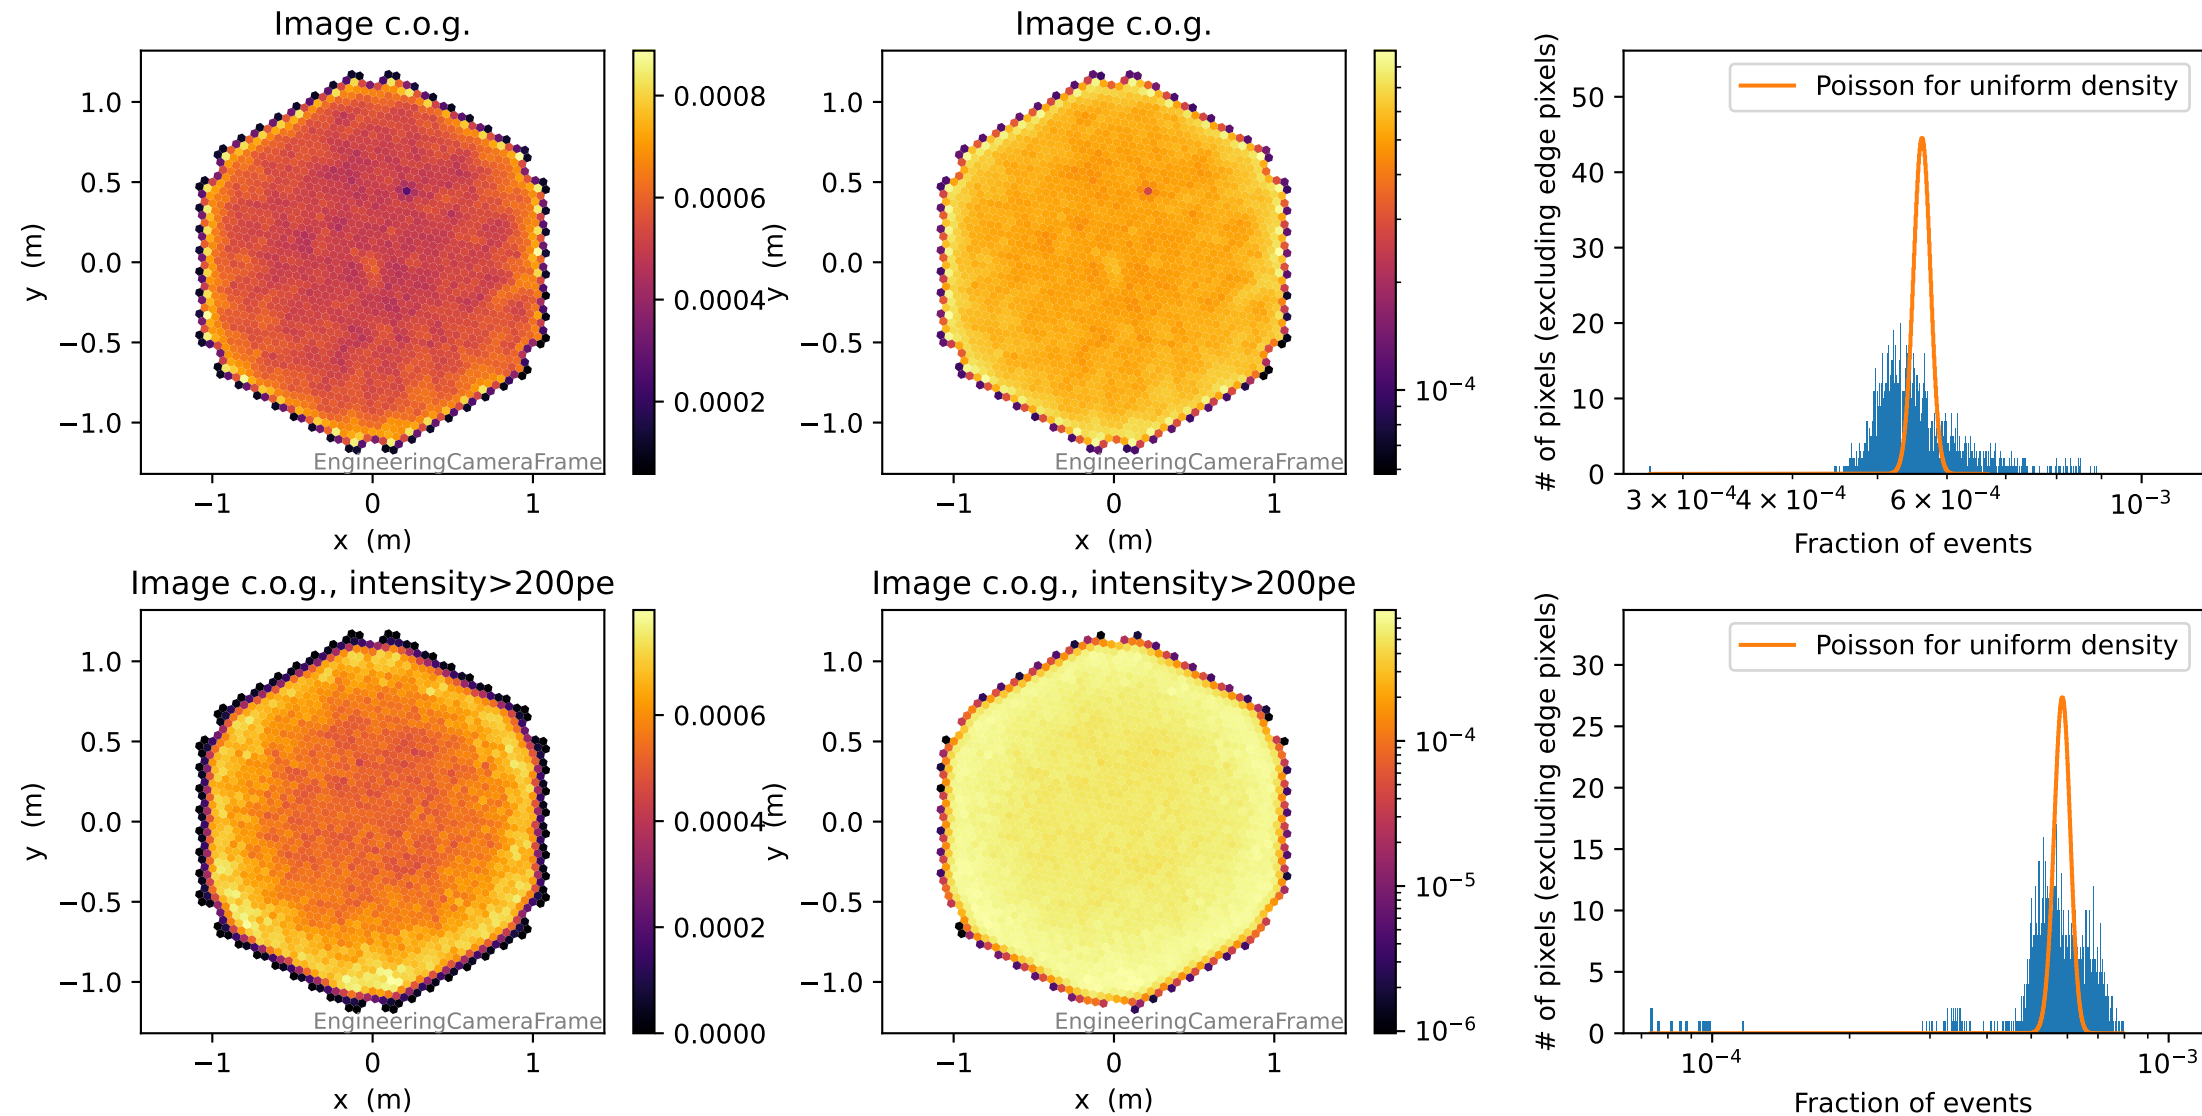 Image c.o.g.
1.0
0.5
0.0
−0.5
−1.0
y (m)
−1
0
1
x (m)
EngineeringCameraFrame
0.0008
0.0006
0.0004
0.0002
Image c.o.g.
1.0
0.5
0.0
−0.5
−1.0
y (m)
−1
0
1
x (m)
EngineeringCameraFrame
10⁻⁴
# of pixels (excluding edge pixels)
50
40
30
20
10
0
Poisson for uniform density
3 × 10⁻⁴
4 × 10⁻⁴
6 × 10⁻⁴
10⁻³
Fraction of events
Image c.o.g., intensity>200pe
1.0
0.5
0.0
−0.5
−1.0
y (m)
−1
0
1
x (m)
EngineeringCameraFrame
0.0006
0.0004
0.0002
0.0000
Image c.o.g., intensity>200pe
1.0
0.5
0.0
−0.5
−1.0
y (m)
−1
0
1
x (m)
EngineeringCameraFrame
10⁻⁴
10⁻⁵
10⁻⁶
# of pixels (excluding edge pixels)
30
25
20
15
10
5
0
Poisson for uniform density
10⁻⁴
10⁻³
Fraction of events